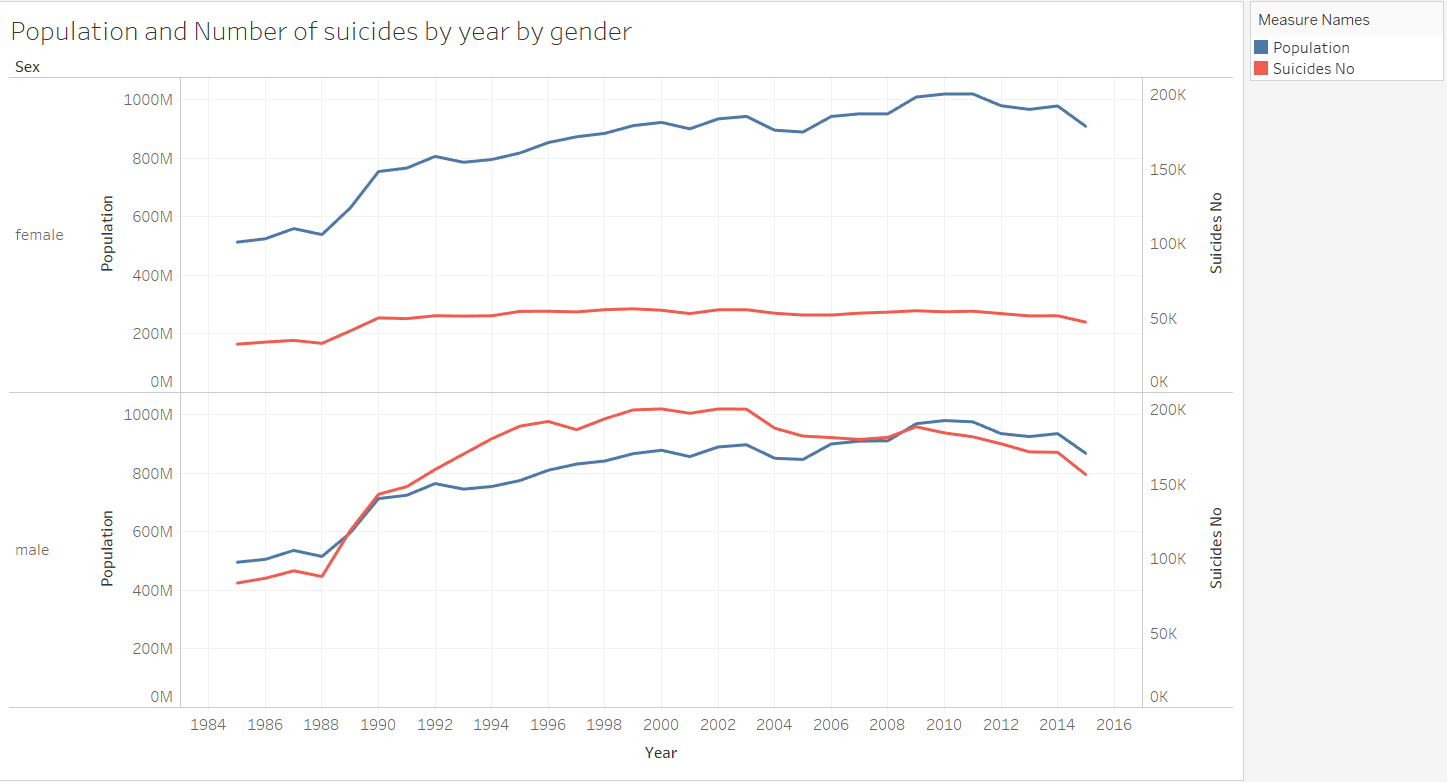 Population and Number of suicides by year by gender
Measure Names
Population
Suicides No
Sex
female
Population
1000M
800M
600M
400M
200M
0M
200K
150K
100K
50K
0K
Suicides No
male
Population
1000M
800M
600M
400M
200M
0M
200K
150K
100K
50K
0K
Suicides No
1984 1986 1988 1990 1992 1994 1996 1998 2000 2002 2004 2006 2008 2010 2012 2014 2016
Year